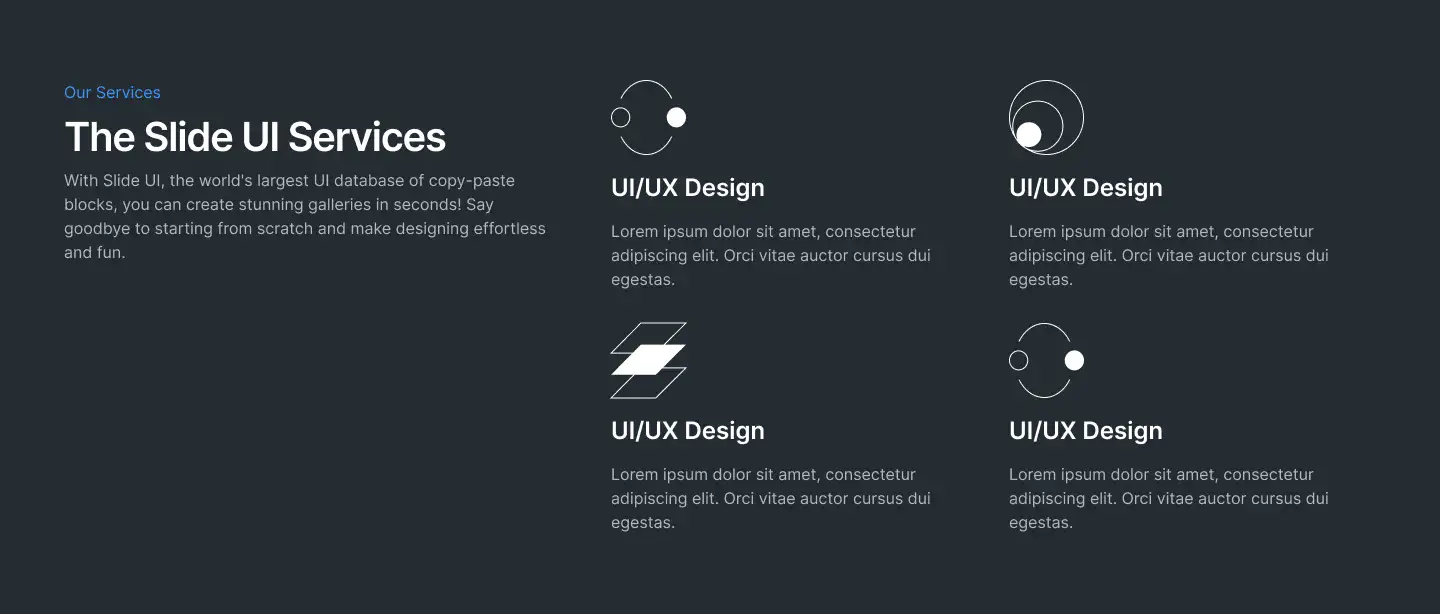 Our Services
The Slide UI Services
With Slide UI, the world's largest UI database of copy-paste
blocks, you can create stunning galleries in seconds! Say
goodbye to starting from scratch and make designing effortless
and fun.
UI/UX Design
Lorem ipsum dolor sit amet, consectetur
adipiscing elit. Orci vitae auctor cursus dui
egestas.
UI/UX Design
Lorem ipsum dolor sit amet, consectetur
adipiscing elit. Orci vitae auctor cursus dui
egestas.
UI/UX Design
Lorem ipsum dolor sit amet, consectetur
adipiscing elit. Orci vitae auctor cursus dui
egestas.
UI/UX Design
Lorem ipsum dolor sit amet, consectetur
adipiscing elit. Orci vitae auctor cursus dui
egestas.